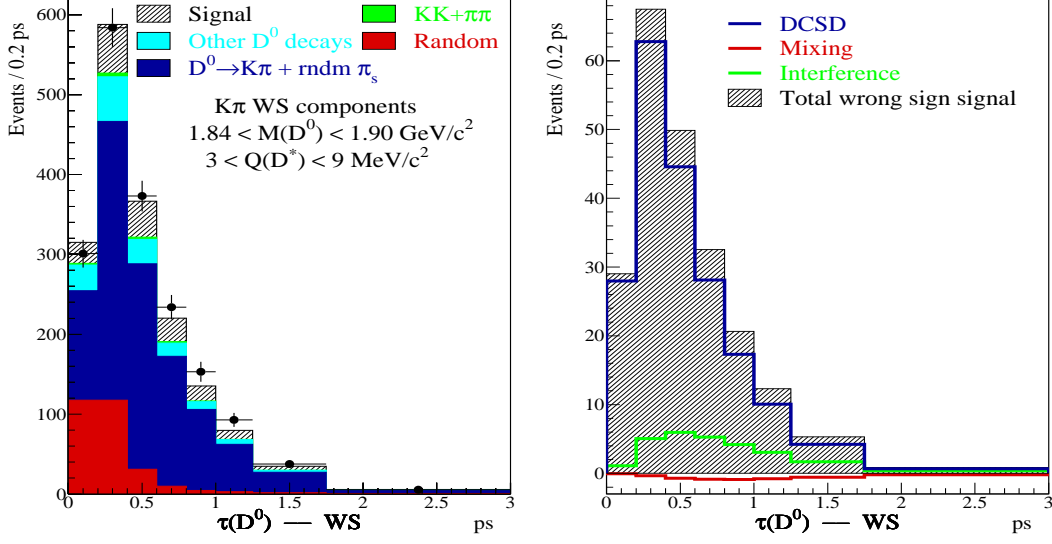 Events / 0.2 ps
600
500
400
300
200
100
0
Signal
Other D⁰ decays
D⁰→Kπ + rndm πₛ
KK+ππ
Random
Kπ WS components
1.84 < M(D⁰) < 1.90 GeV/c²
3 < Q(D*) < 9 MeV/c²
0 0.5 1 1.5 2 2.5 3
τ(D⁰) — WS
ps
Events / 0.2 ps
60
50
40
30
20
10
0
DCSD
Mixing
Interference
Total wrong sign signal
0 0.5 1 1.5 2 2.5 3
τ(D⁰) — WS
ps